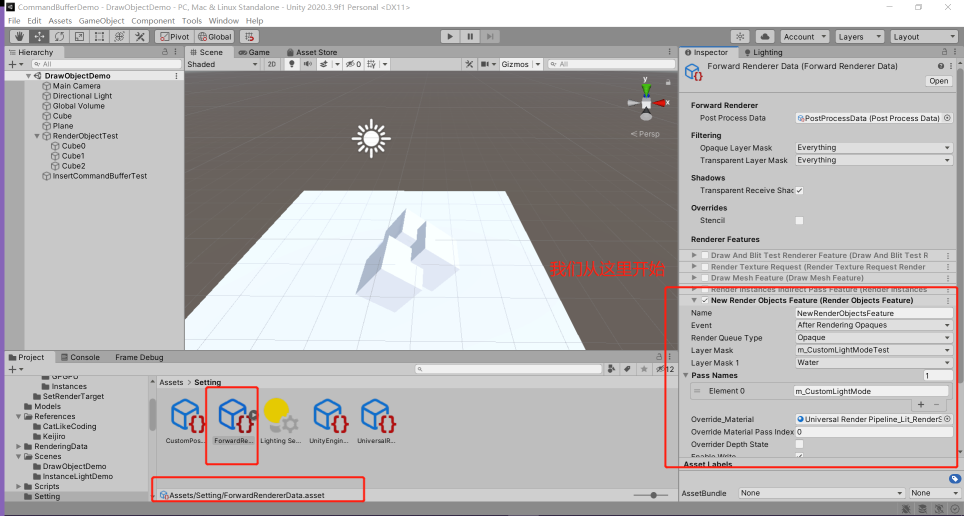 CommandBufferDemo - DrawObjectDemo - PC, Mac & Linux Standalone - Unity 2020.3.9f1 Personal <DX11>
File Edit Assets GameObject Component Tools Window Help
Pivot Global Account Layers Layout
Hierarchy
All
DrawObjectDemo
Main Camera
Directional Light
Global Volume
Cube
Plane
RenderObjectTest
Cube0
Cube1
Cube2
InsertCommandBufferTest
Scene Game Asset Store
Shaded 2D 0 Gizmos All
y
x
Persp
我们从这里开始
Inspector Lighting
Forward Renderer Data (Forward Renderer Data)
Open
Forward Renderer
Post Process Data PostProcessData (Post Process Data)
Filtering
Opaque Layer Mask Everything
Transparent Layer Mask Everything
Shadows
Transparent Receive Shac
Overrides
Stencil
Renderer Features
Draw And Blit Test Renderer Feature (Draw And Blit Test R
Render Texture Request (Render Texture Request Render
Draw Mesh Feature (Draw Mesh Feature)
Render Instances Indirect Pass Feature (Render Instances
New Render Objects Feature (Render Objects Feature)
Name NewRenderObjectsFeature
Event After Rendering Opaques
Render Queue Type Opaque
Layer Mask m_CustomLightModeTest
Layer Mask 1 Water
Pass Names 1
Element 0 m_CustomLightMode
Override_Material Universal Render Pipeline_Lit_RenderS
Override Material Pass Index 0
Overrider Depth State
Enable Write
Asset Labels
AssetBundle None None
Project Console Frame Debug
12
GPGPU
Instances
SetRenderTarget
Models
References
CatLikeCoding
Keijiro
RenderingData
Scenes
DrawObjectDemo
InstanceLightDemo
Scripts
Setting
Assets > Setting
CustomPos... ForwardRe... Lighting Se... UnityEngin... UniversalR...
Assets/Setting/ForwardRendererData.asset